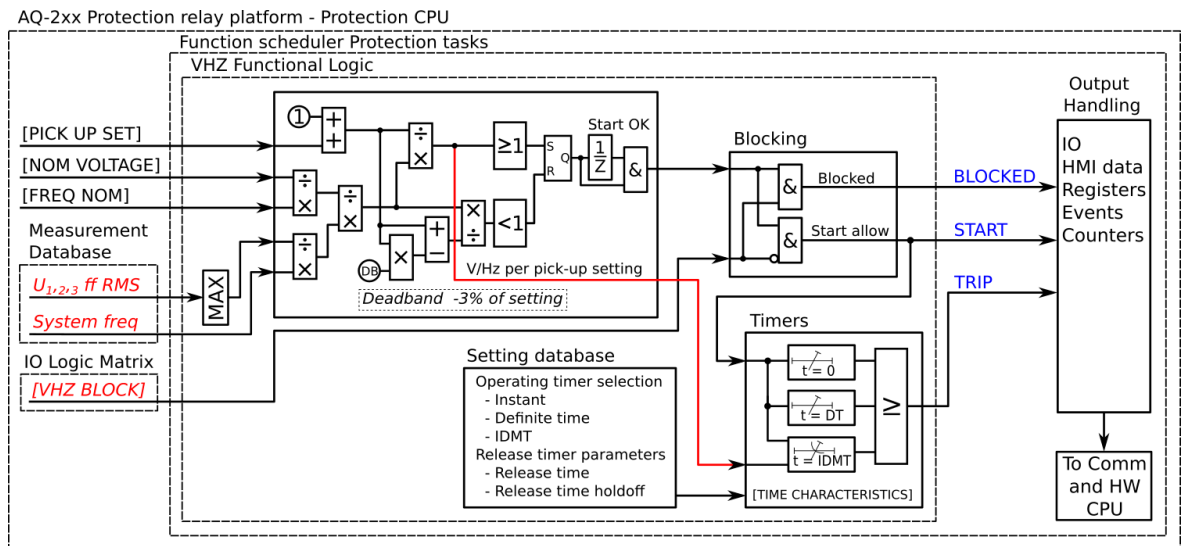 AQ-2xx Protection relay platform - Protection CPU
Function scheduler Protection tasks
VHZ Functional Logic
[PICK UP SET]
[NOM VOLTAGE]
[FREQ NOM]
Measurement
Database
U1,2,3 ff RMS
System freq
IO Logic Matrix
[VHZ BLOCK]
MAX
1
+
+
÷
×
÷
×
÷
×
÷
×
DB
×
+
−
×
÷
≥1
<1
S
R
Q
Start OK
1
Z
&
V/Hz per pick-up setting
Deadband -3% of setting
Blocking
&
Blocked
&
Start allow
BLOCKED
START
TRIP
Setting database
Operating timer selection
- Instant
- Definite time
- IDMT
Release timer parameters
- Release time
- Release time holdoff
Timers
t = 0
t = DT
t = IDMT
≥
[TIME CHARACTERISTICS]
Output
Handling
IO
HMI data
Registers
Events
Counters
To Comm
and HW
CPU